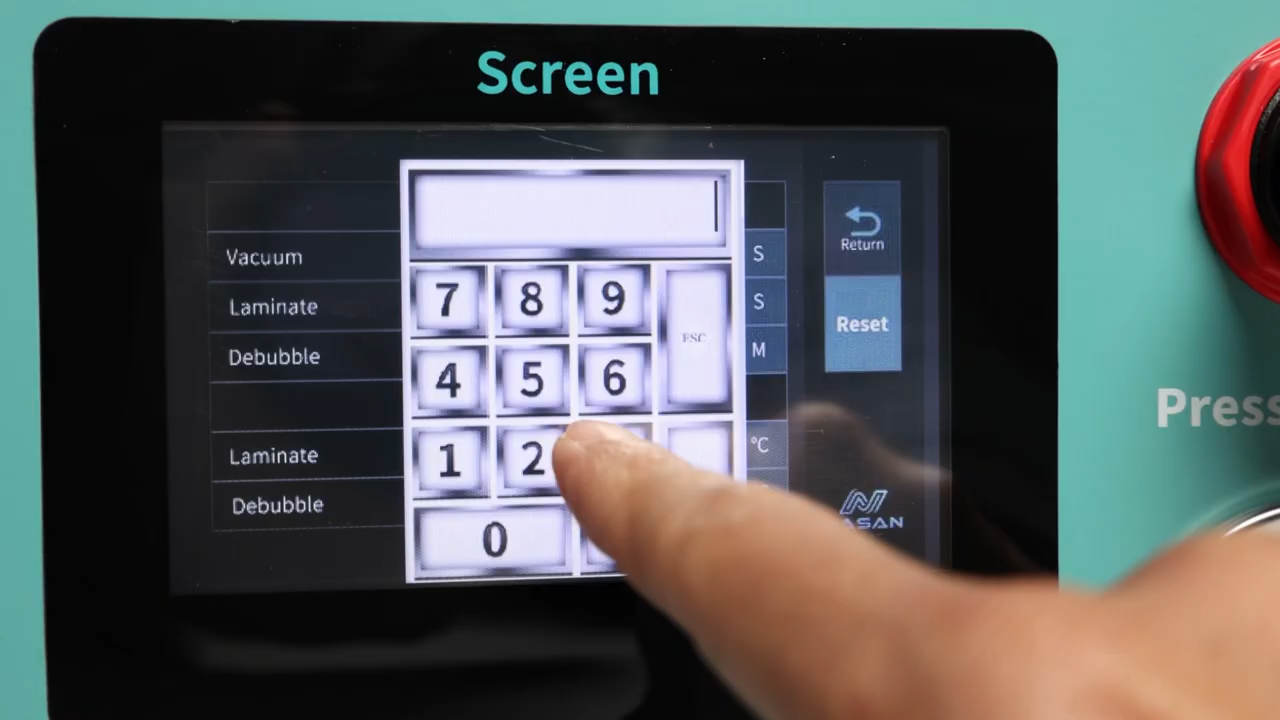 Screen
Vacuum S
Laminate S
Debubble M
Laminate °C
Debubble
7 8 9 ESC
4 5 6
1 2
0
Return
Reset
ASAN
Press